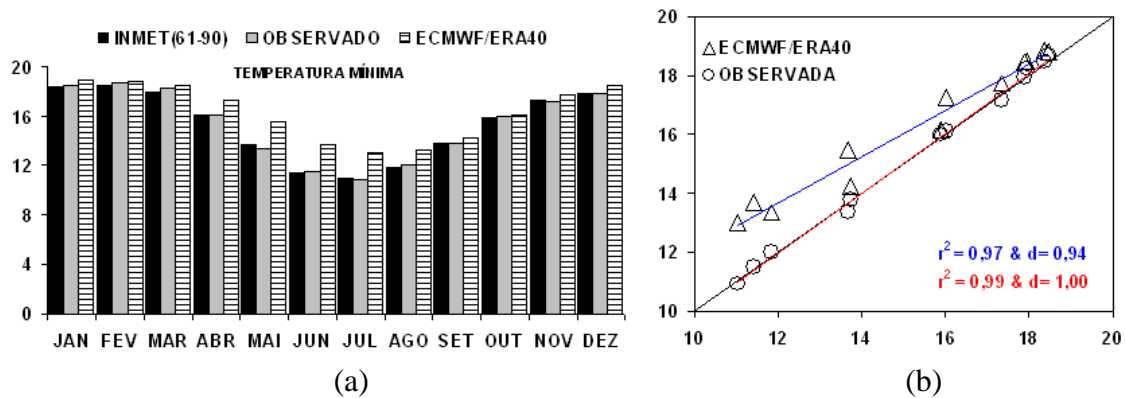 INMET(61-90) OBSERVADO ECMWF/ERA40
TEMPERATURA MÍNIMA
20
16
12
8
4
0
JAN FEV MAR ABR MAI JUN JUL AGO SET OUT NOV DEZ
(a)
ECMWF/ERA40
OBSERVADA
20
18
16
14
12
10
r² = 0,97 & d= 0,94
r² = 0,99 & d= 1,00
10 12 14 16 18 20
(b)